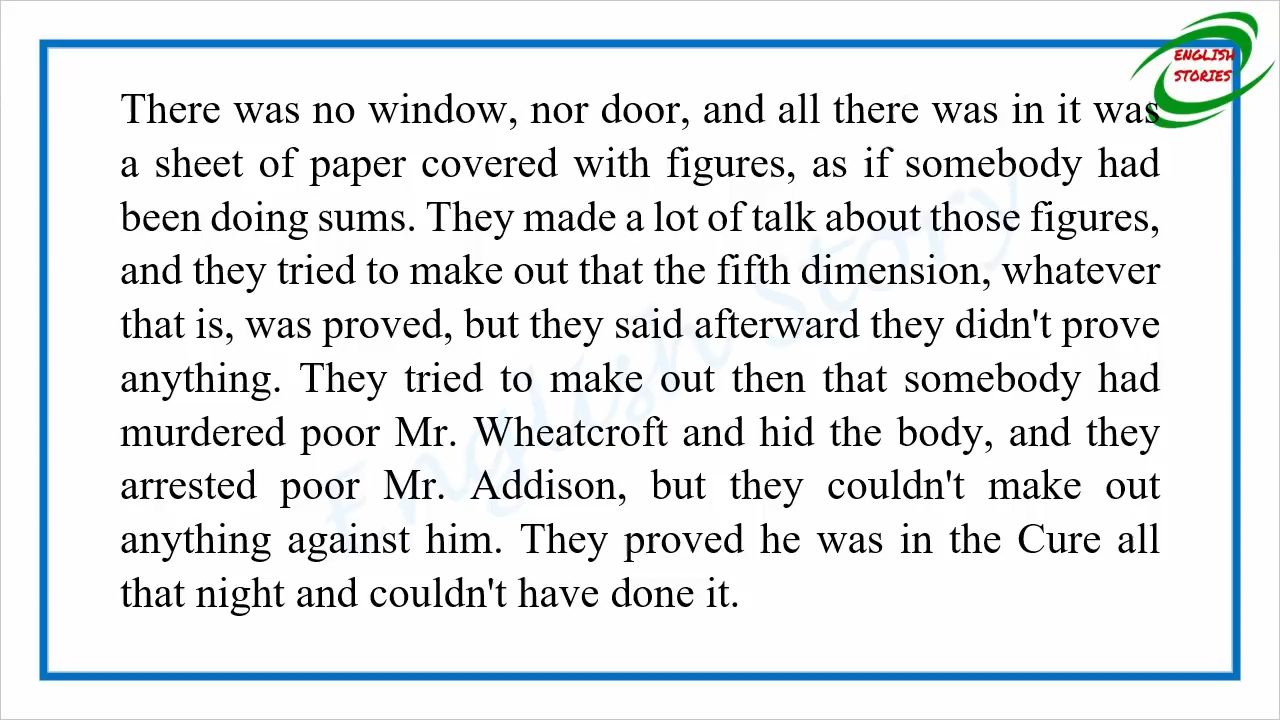 ENGLISH
STORIES
There was no window, nor door, and all there was in it was
a sheet of paper covered with figures, as if somebody had
been doing sums. They made a lot of talk about those figures,
and they tried to make out that the fifth dimension, whatever
that is, was proved, but they said afterward they didn't prove
anything. They tried to make out then that somebody had
murdered poor Mr. Wheatcroft and hid the body, and they
arrested poor Mr. Addison, but they couldn't make out
anything against him. They proved he was in the Cure all
that night and couldn't have done it.
English Story